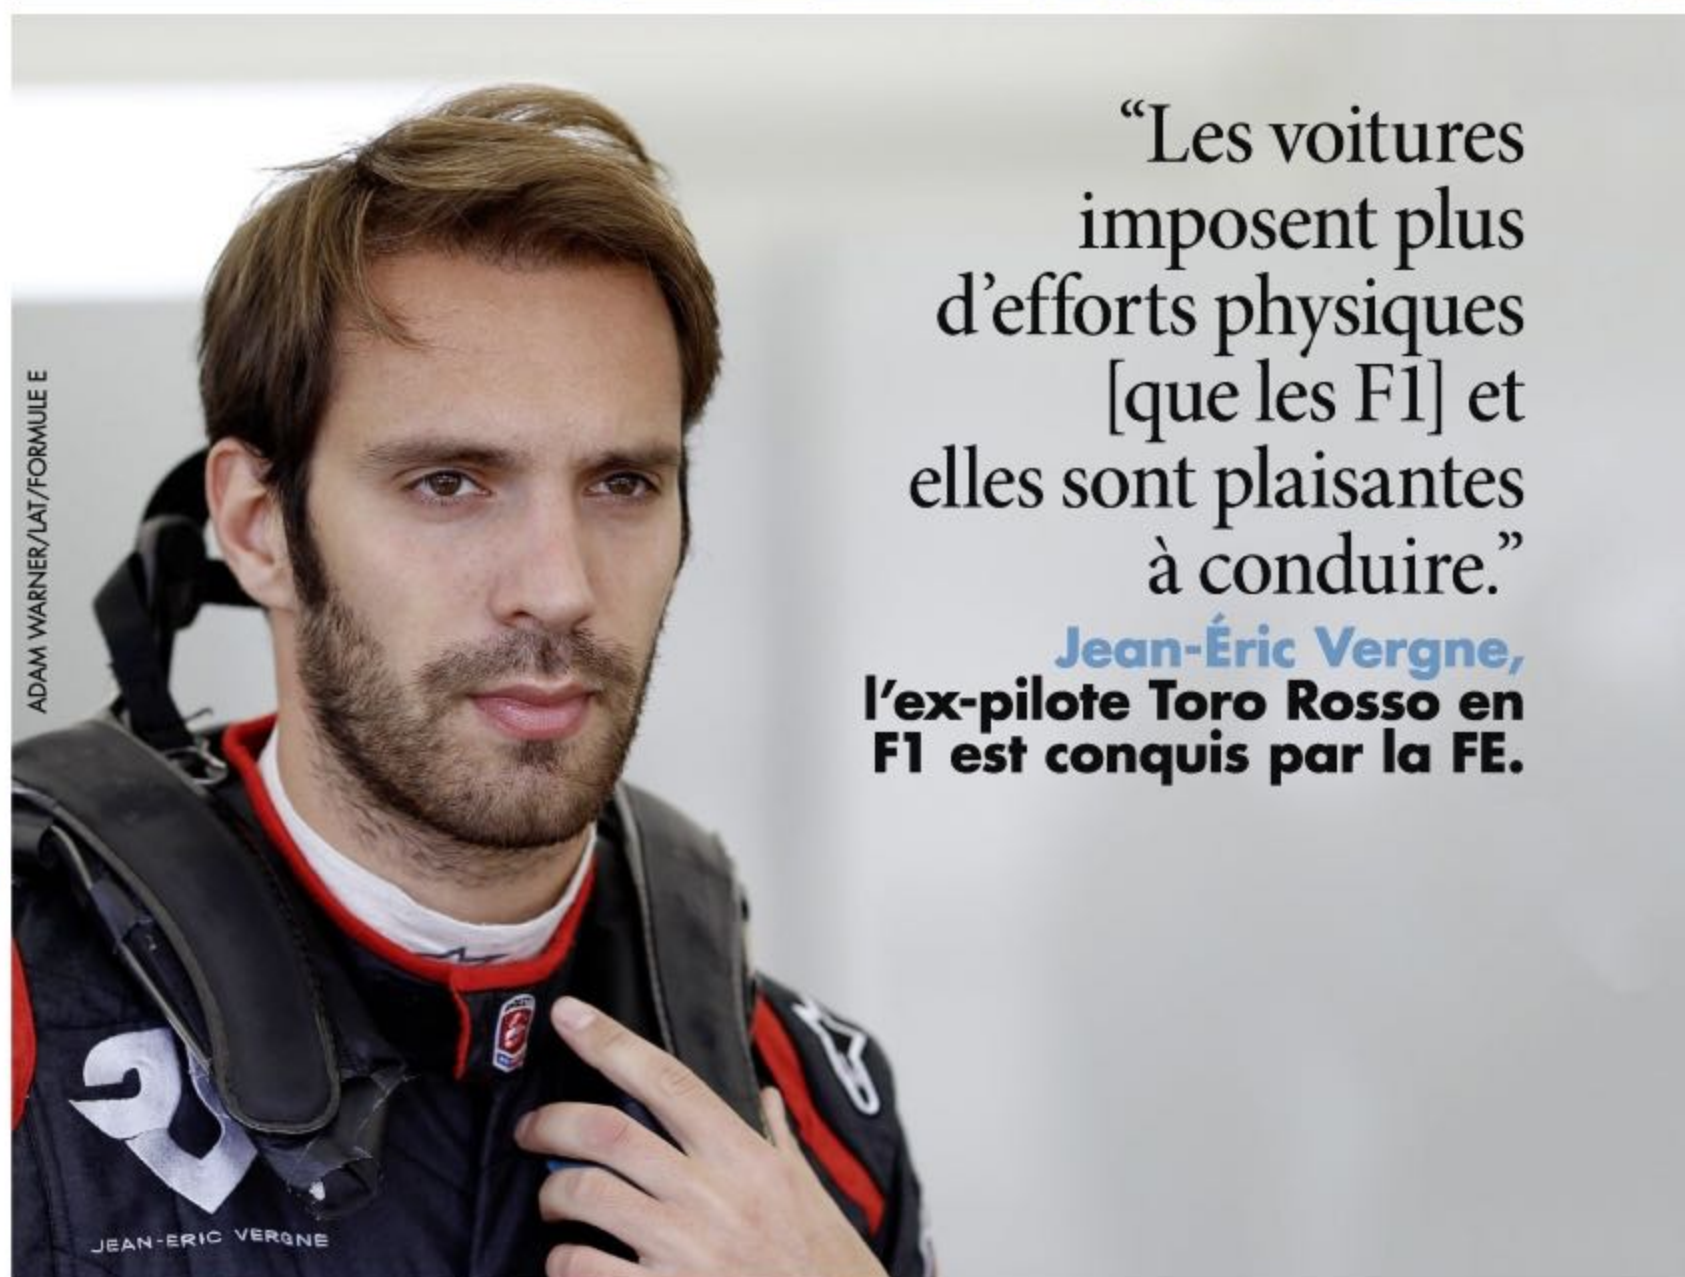 “Les voitures
imposent plus
d’efforts physiques
[que les F1] et
elles sont plaisantes
à conduire.”
Jean-Éric Vergne,
l’ex-pilote Toro Rosso en
F1 est conquis par la FE.
ADAM WARNER/LAT/FORMULE E
JEAN-ERIC VERGNE